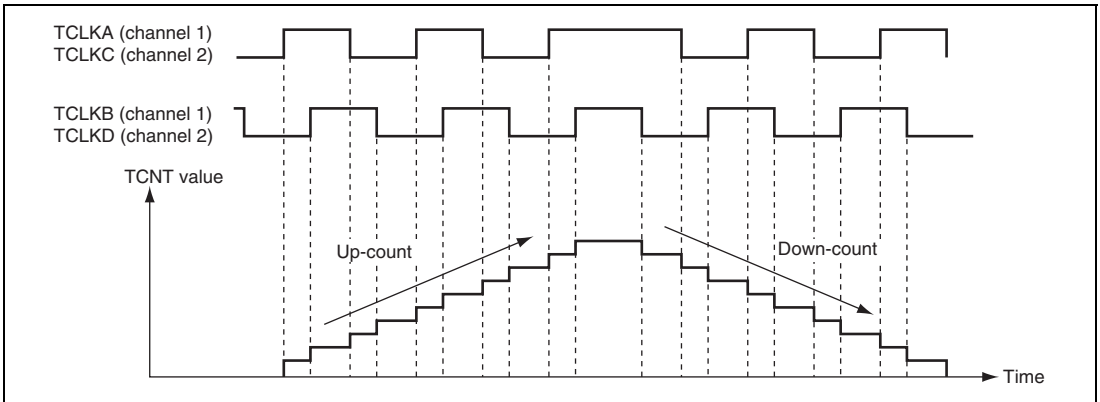 TCLKA (channel 1)
TCLKC (channel 2)
TCLKB (channel 1)
TCLKD (channel 2)
TCNT value
Up-count
Down-count
Time